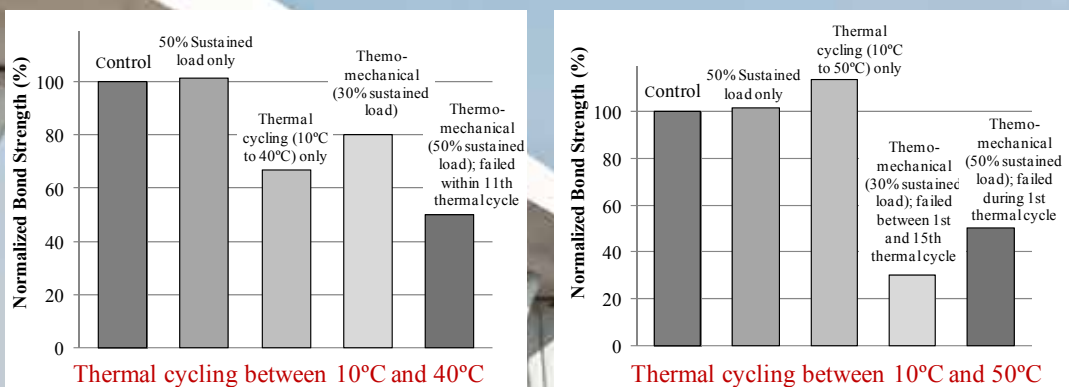 Normalized Bond Strength (%)
100
80
60
40
20
0
Control
50% Sustained
load only
Thermal
cycling (10ºC
to 40ºC) only
Themo-
mechanical
(30% sustained
load)
Themo-
mechanical
(50% sustained
load); failed
within 11th
thermal cycle
Thermal cycling between 10ºC and 40ºC
Normalized Bond Strength (%)
100
80
60
40
20
0
Control
50% Sustained
load only
Thermal
cycling (10ºC
to 50ºC) only
Themo-
mechanical
(30% sustained
load); failed
between 1st
and 15th
thermal cycle
Themo-
mechanical
(50% sustained
load); failed
during 1st
thermal cycle
Thermal cycling between 10ºC and 50ºC